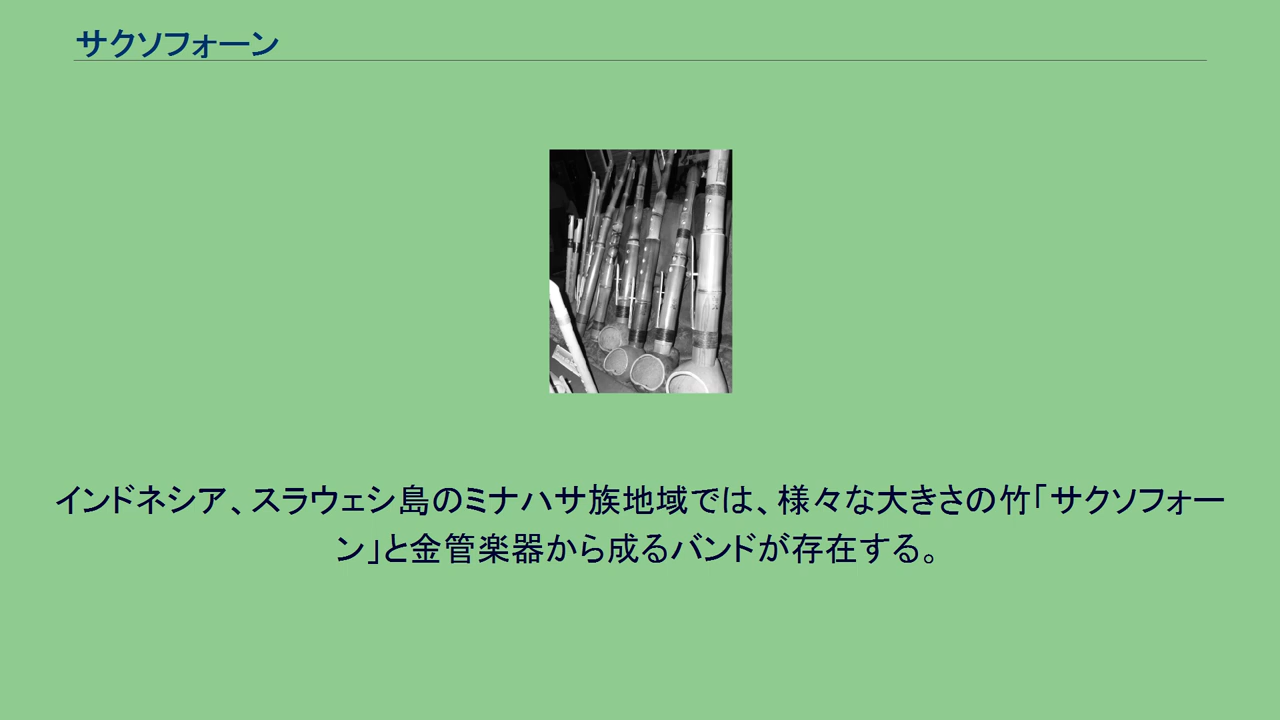 サクソフォーン
インドネシア、スラウェシ島のミナハサ族地域では、様々な大きさの竹「サクソフォー
ン」と金管楽器から成るバンドが存在する。